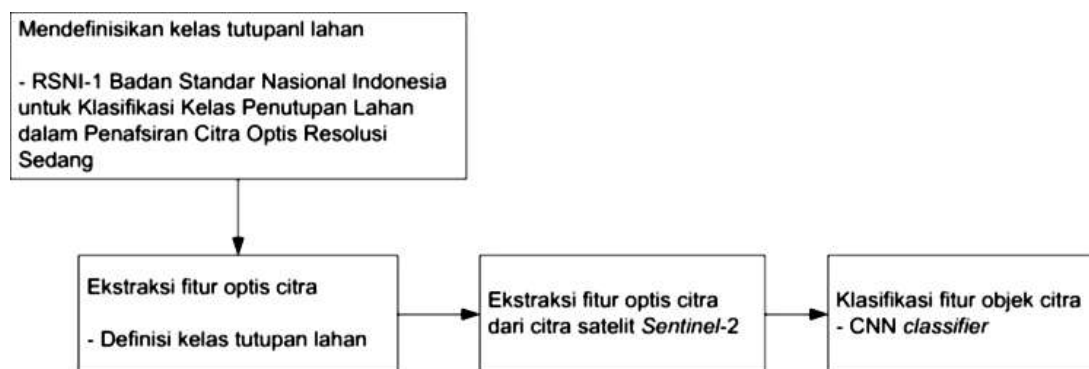 Mendefinisikan kelas tutupanl lahan
- RSNI-1 Badan Standar Nasional Indonesia
untuk Klasifikasi Kelas Penutupan Lahan
dalam Penafsiran Citra Optis Resolusi
Sedang
Ekstraksi fitur optis citra
- Definisi kelas tutupan lahan
Ekstraksi fitur optis citra
dari citra satelit Sentinel-2
Klasifikasi fitur objek citra
- CNN classifier